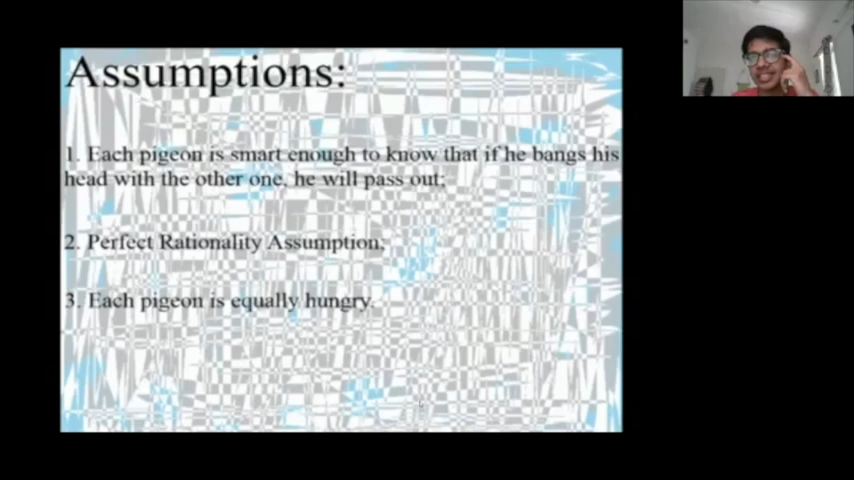 Assumptions:
1. Each pigeon is smart enough to know that if he bangs his
head with the other one, he will pass out;
2. Perfect Rationality Assumption;
3. Each pigeon is equally hungry.